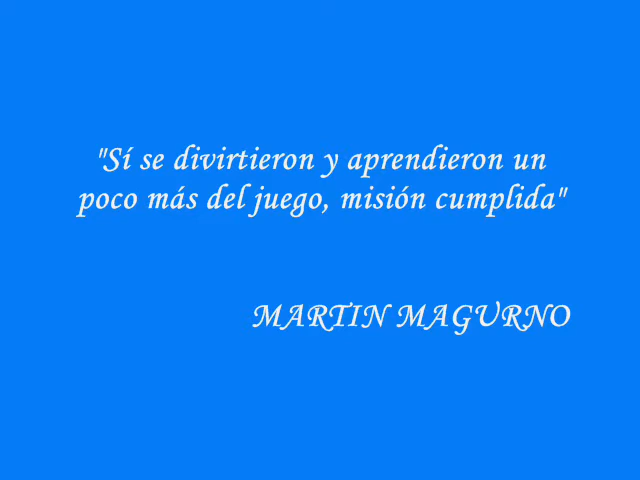 "Sí se divirtieron y aprendieron un
poco más del juego, misión cumplida"
MARTIN MAGURNO